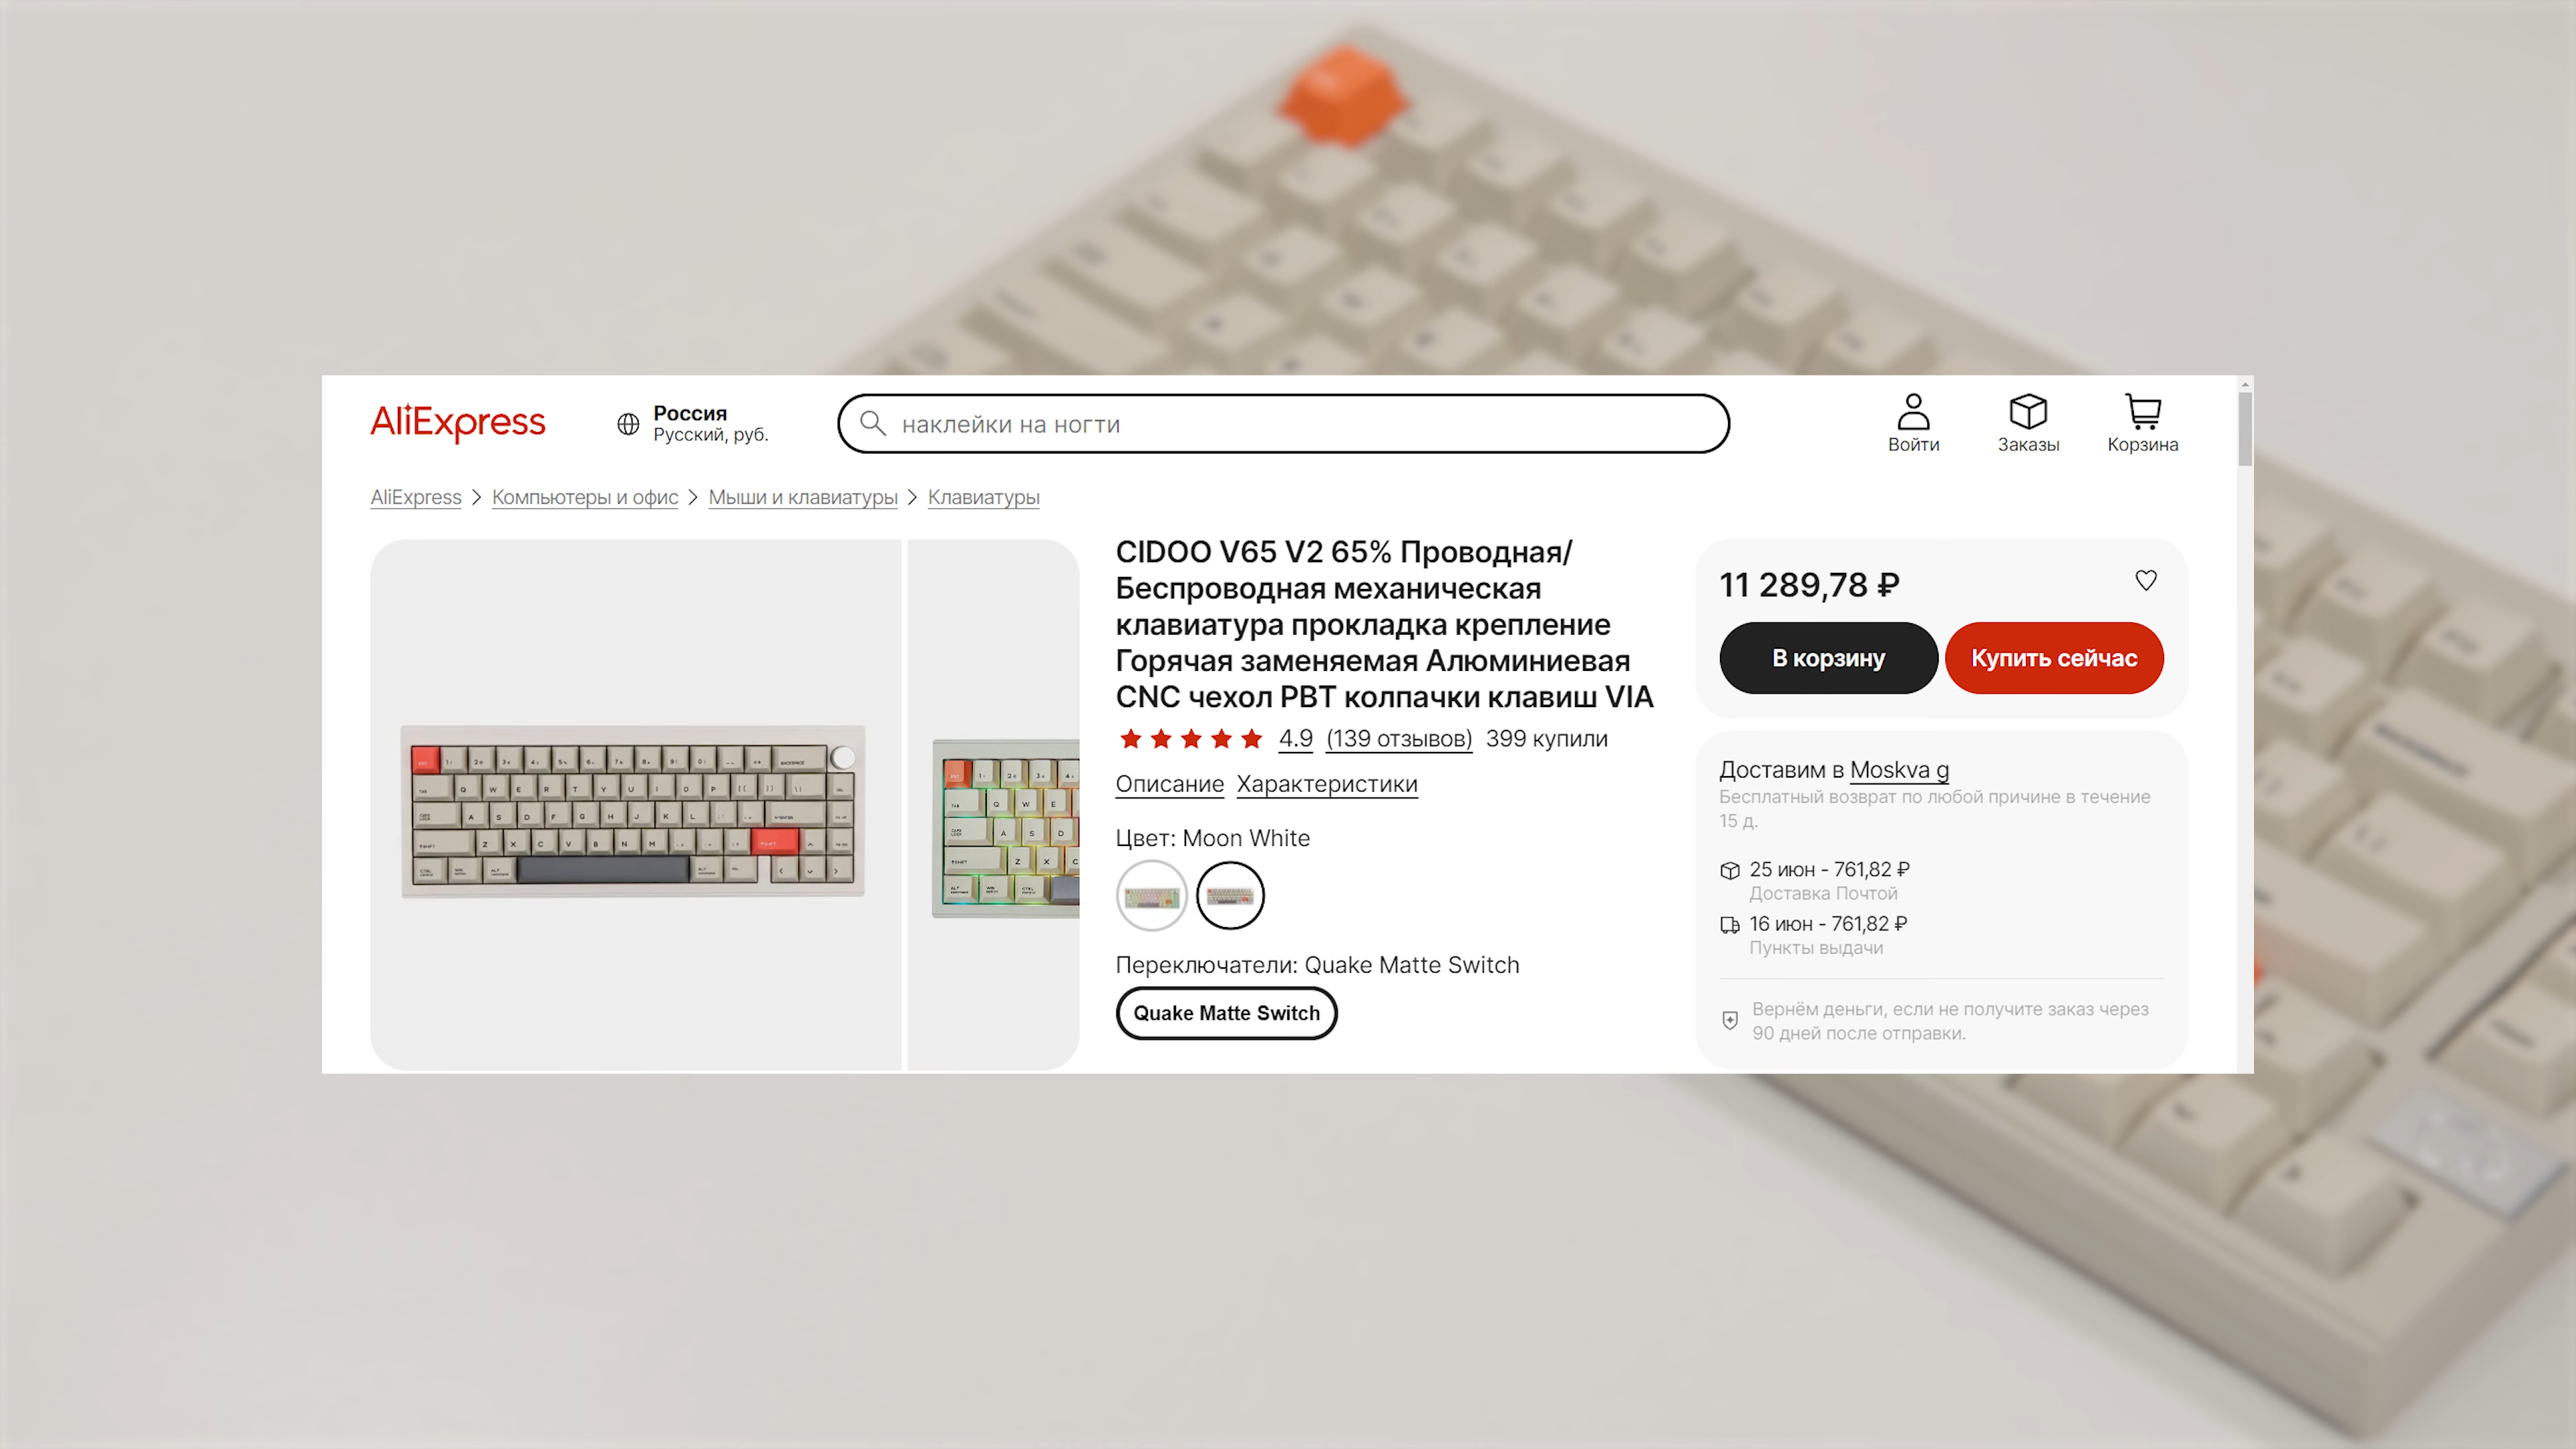 AliExpress
Россия
Русский, руб.
наклейки на ногти
Войти
Заказы
Корзина
AliExpress > Компьютеры и офис > Мыши и клавиатуры > Клавиатуры
CIDOO V65 V2 65% Проводная/
Беспроводная механическая
клавиатура прокладка крепление
Горячая заменяемая Алюминиевая
CNC чехол PBT колпачки клавиш VIA
4.9 (139 отзывов) 399 купили
Описание Характеристики
Цвет: Moon White
Переключатели: Quake Matte Switch
Quake Matte Switch
11 289,78 ₽
В корзину
Купить сейчас
Доставим в Moskva g
Бесплатный возврат по любой причине в течение
15 д.
25 июн - 761,82 ₽
Доставка Почтой
16 июн - 761,82 ₽
Пункты выдачи
Вернём деньги, если не получите заказ через
90 дней после отправки.
Q W E R T Y U I O P
A S D F G H J K L
Z X C V B N M
Q W E
A S D
Z X C